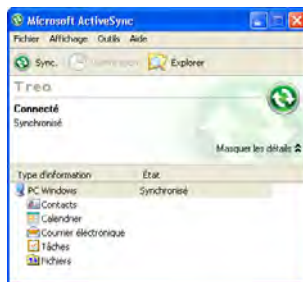 Microsoft ActiveSync
Fichier Affichage Outils Aide
Sync. Explorer
Treo
Connecté
Synchronisé
Masquer les détails
Type d'information État
PC Windows Synchronisé
Contacts
Calendrier
Courrier électronique
Tâches
Fichiers